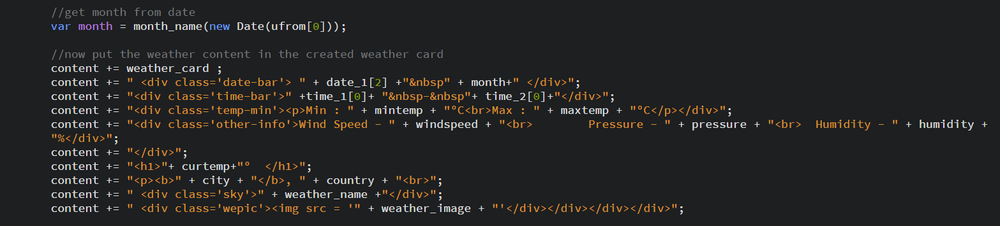 //get month from date
var month = month_name(new Date(ufrom[0]));
//now put the weather content in the created weather card
content += weather_card ;
content += " <div class='date-bar'> " + date_1[2] +"&nbsp" + month+" </div>";
content += "<div class='time-bar'>" +time_1[0]+ "&nbsp-&nbsp"+ time_2[0]+"</div>";
content += "<div class='temp-min'><p>Min : " + mintemp + "°C<br>Max : " + maxtemp + "°C</p></div>";
content += "<div class='other-info'>Wind Speed - " + windspeed + "<br>        Pressure - " + pressure + "<br>  Humidity - " + humidity +
"%</div>";
content += "</div>";
content += "<h1>"+ curtemp+"°  </h1>";
content += "<p><b>" + city + "</b>, " + country + "<br>";
content += " <div class='sky'>" + weather_name +"</div>";
content += " <div class='wepic'><img src = '" + weather_image + "'</div></div></div></div>";